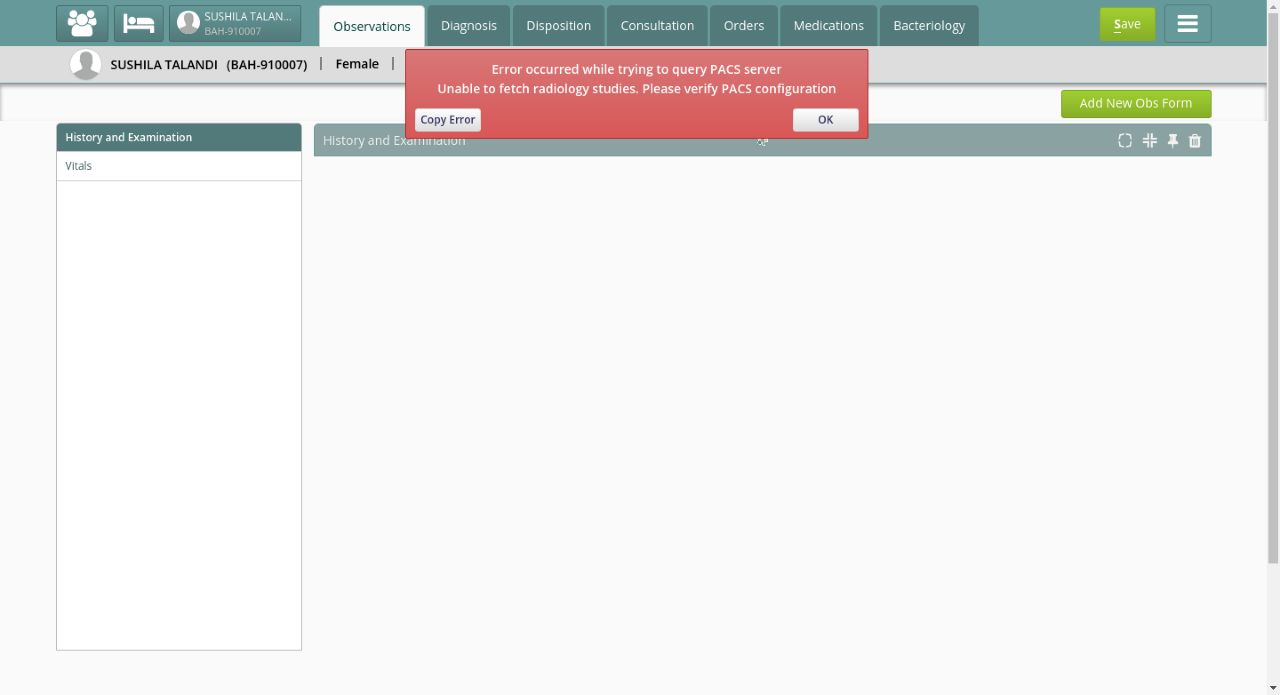 SUSHILA TALAN...
BAH-910007
Observations
Diagnosis
Disposition
Consultation
Orders
Medications
Bacteriology
Save
SUSHILA TALANDI (BAH-910007) | Female |
Error occurred while trying to query PACS server
Unable to fetch radiology studies. Please verify PACS configuration
Copy Error
OK
Add New Obs Form
History and Examination
Vitals
History and Examination